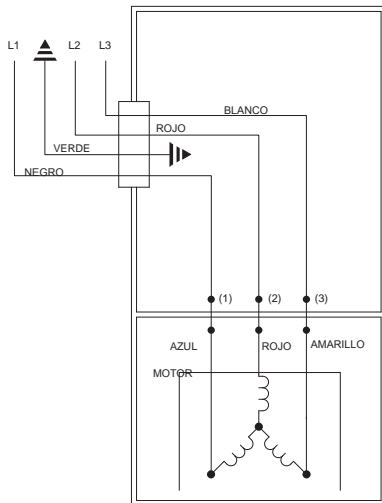 L1 L2 L3
BLANCO
ROJO
VERDE
NEGRO
(1) (2) (3)
AZUL ROJO AMARILLO
MOTOR